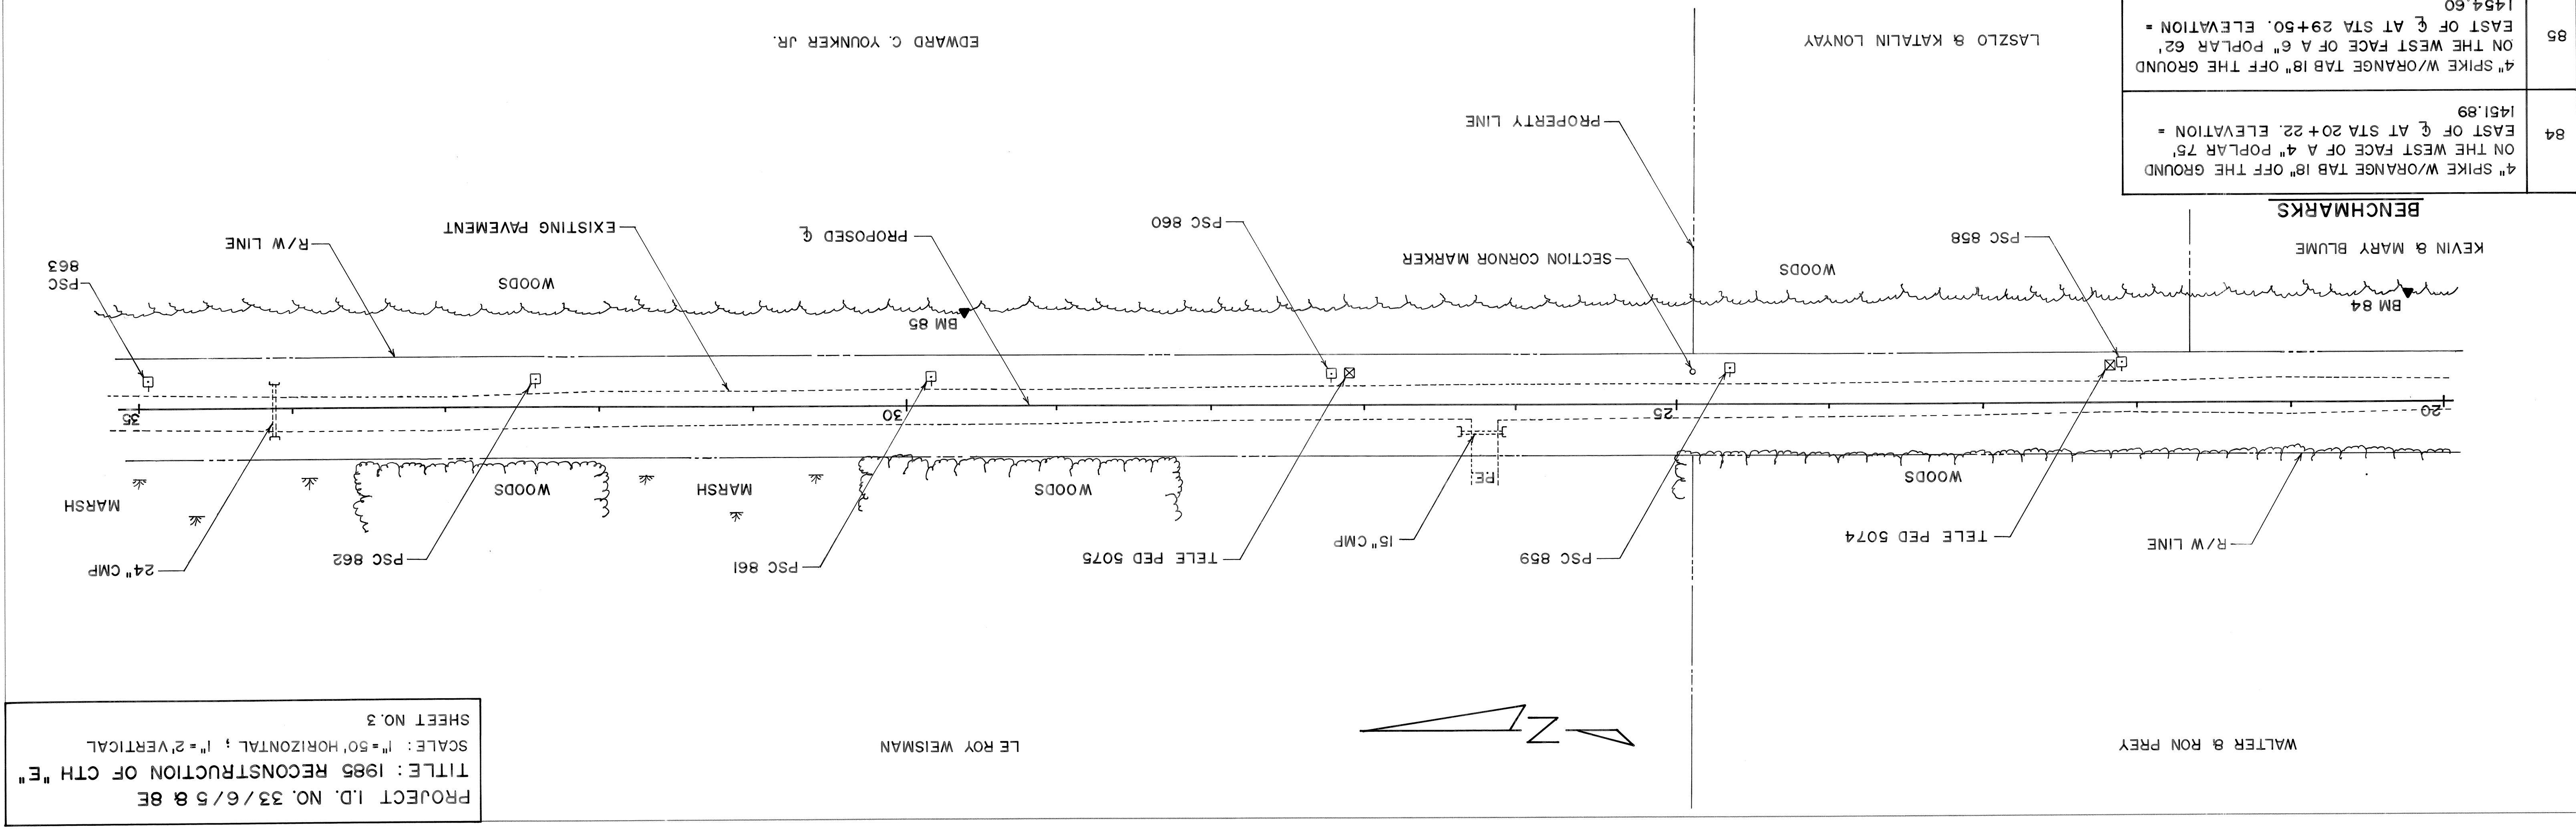 PROJECT I.D. NO. 33/6/5 & 8E
TITLE: 1985 RECONSTRUCTION OF CTH "E"
SCALE: 1"=50' HORIZONTAL ; 1"=2' VERTICAL
SHEET NO. 3
WALTER & RON PREY
N
LE ROY WEISMAN
R/W LINE
TELE PED 5074
PSC 859
15" CMP
TELE PED 5075
PSC 861
PSC 862
24" CMP
WOODS
PE
WOODS
MARSH
WOODS
MARSH
20
25
30
35
BM 84
BM 85
KEVIN & MARY BLUME
PSC 858
WOODS
SECTION CORNOR MARKER
PSC 860
PROPOSED ℄
EXISTING PAVEMENT
WOODS
R/W LINE
PSC
863
PROPERTY LINE
LASZLO & KATALIN LONYAY
EDWARD C. YOUNKER JR.
BENCHMARKS
84
4" SPIKE W/ORANGE TAB 18" OFF THE GROUND
ON THE WEST FACE OF A 4" POPLAR 75'
EAST OF ℄ AT STA 20+22. ELEVATION =
1451.89
85
4" SPIKE W/ORANGE TAB 18" OFF THE GROUND
ON THE WEST FACE OF A 6" POPLAR 62'
EAST OF ℄ AT STA 29+50. ELEVATION =
1454.60